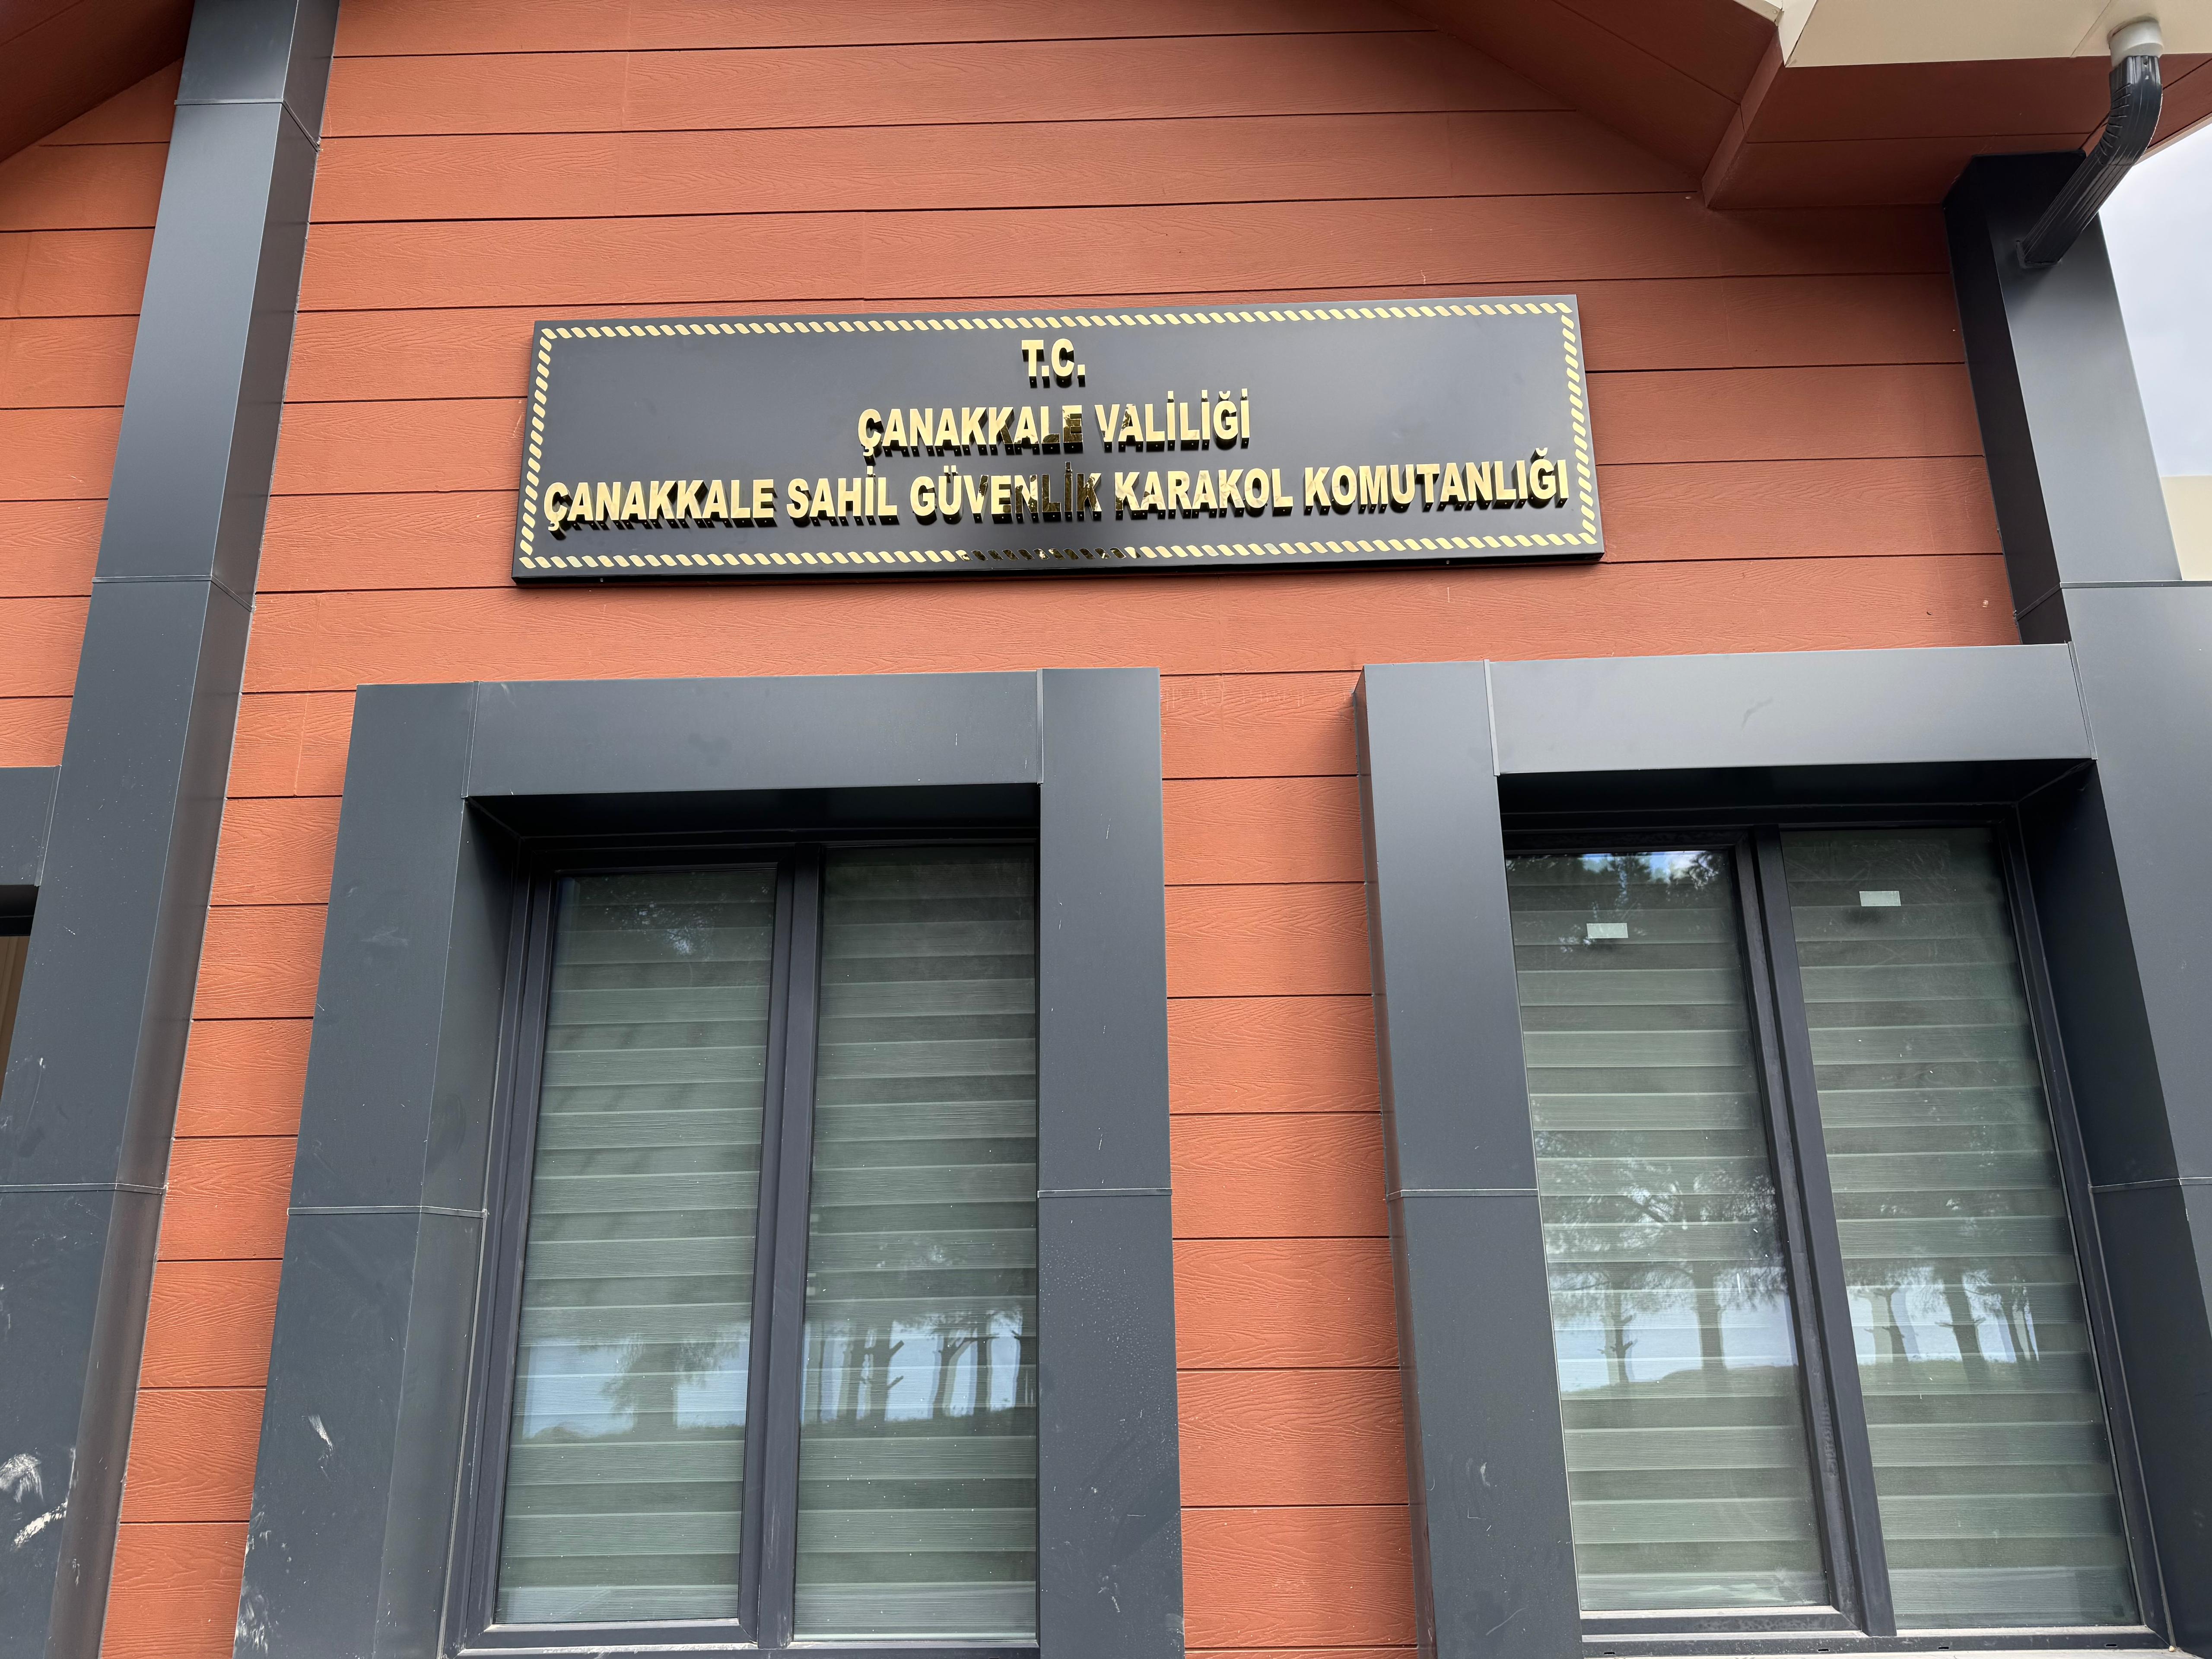 T.C.
ÇANAKKALE VALİLİĞİ
ÇANAKKALE SAHİL GÜVENLİK KARAKOL KOMUTANLIĞI